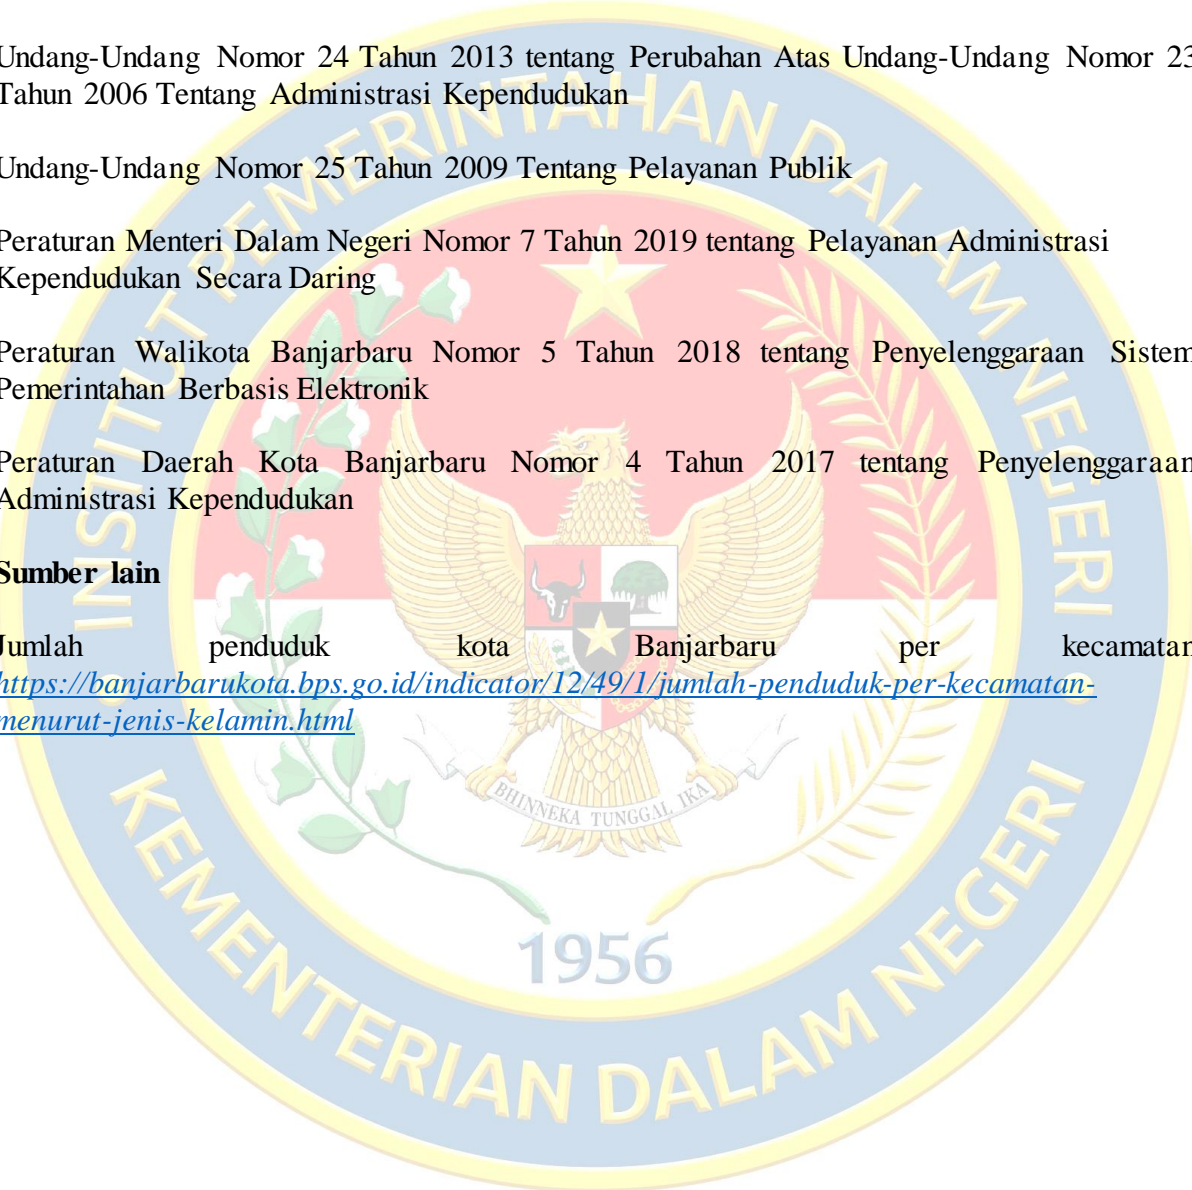 Undang-Undang Nomor 24 Tahun 2013 tentang Perubahan Atas Undang-Undang Nomor 23
Tahun 2006 Tentang Administrasi Kependudukan
Undang-Undang Nomor 25 Tahun 2009 Tentang Pelayanan Publik
Peraturan Menteri Dalam Negeri Nomor 7 Tahun 2019 tentang Pelayanan Administrasi
Kependudukan Secara Daring
Peraturan Walikota Banjarbaru Nomor 5 Tahun 2018 tentang Penyelenggaraan Sistem
Pemerintahan Berbasis Elektronik
Peraturan Daerah Kota Banjarbaru Nomor 4 Tahun 2017 tentang Penyelenggaraan
Administrasi Kependudukan
Sumber lain
Jumlah penduduk kota Banjarbaru per kecamatan
https://banjarbarukota.bps.go.id/indicator/12/49/1/jumlah-penduduk-per-kecamatan-
menurut-jenis-kelamin.html
INSTITUT PEMERINTAHAN DALAM NEGERI
BHINNEKA TUNGGAL IKA
1956
KEMENTERIAN DALAM NEGERI